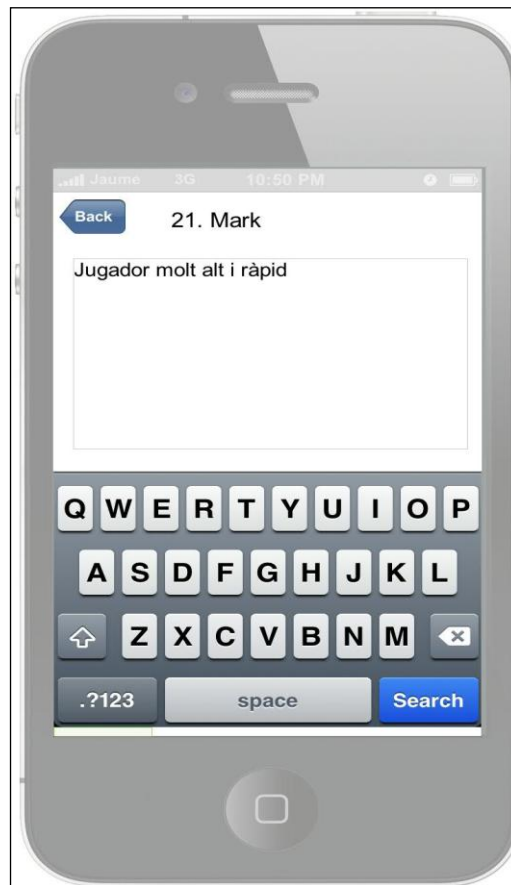 Jaume 3G 10:50 PM
Back 21. Mark
Jugador molt alt i ràpid
Q W E R T Y U I O P
A S D F G H J K L
Z X C V B N M
.?123 space Search